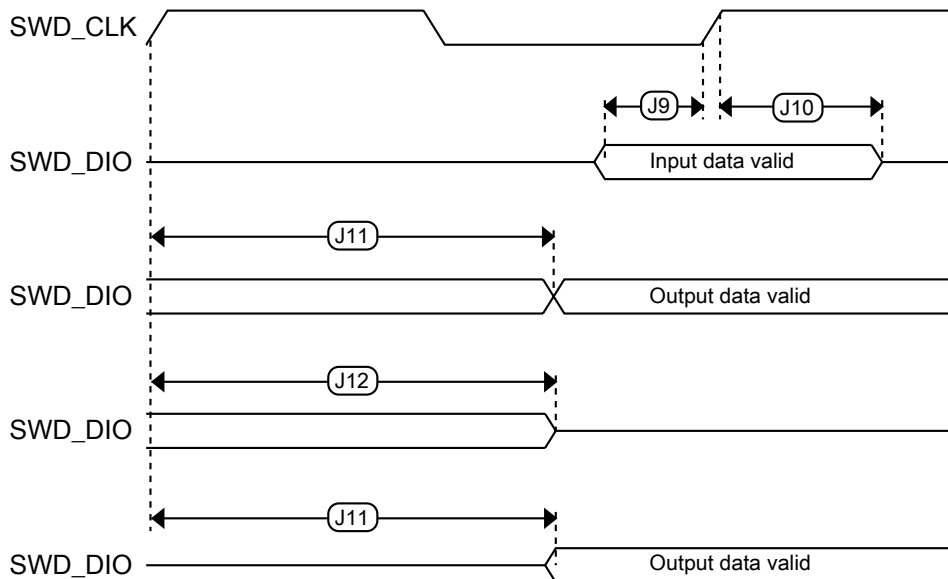 SWD_CLK
J9
J10
SWD_DIO
Input data valid
J11
SWD_DIO
Output data valid
J12
SWD_DIO
J11
SWD_DIO
Output data valid